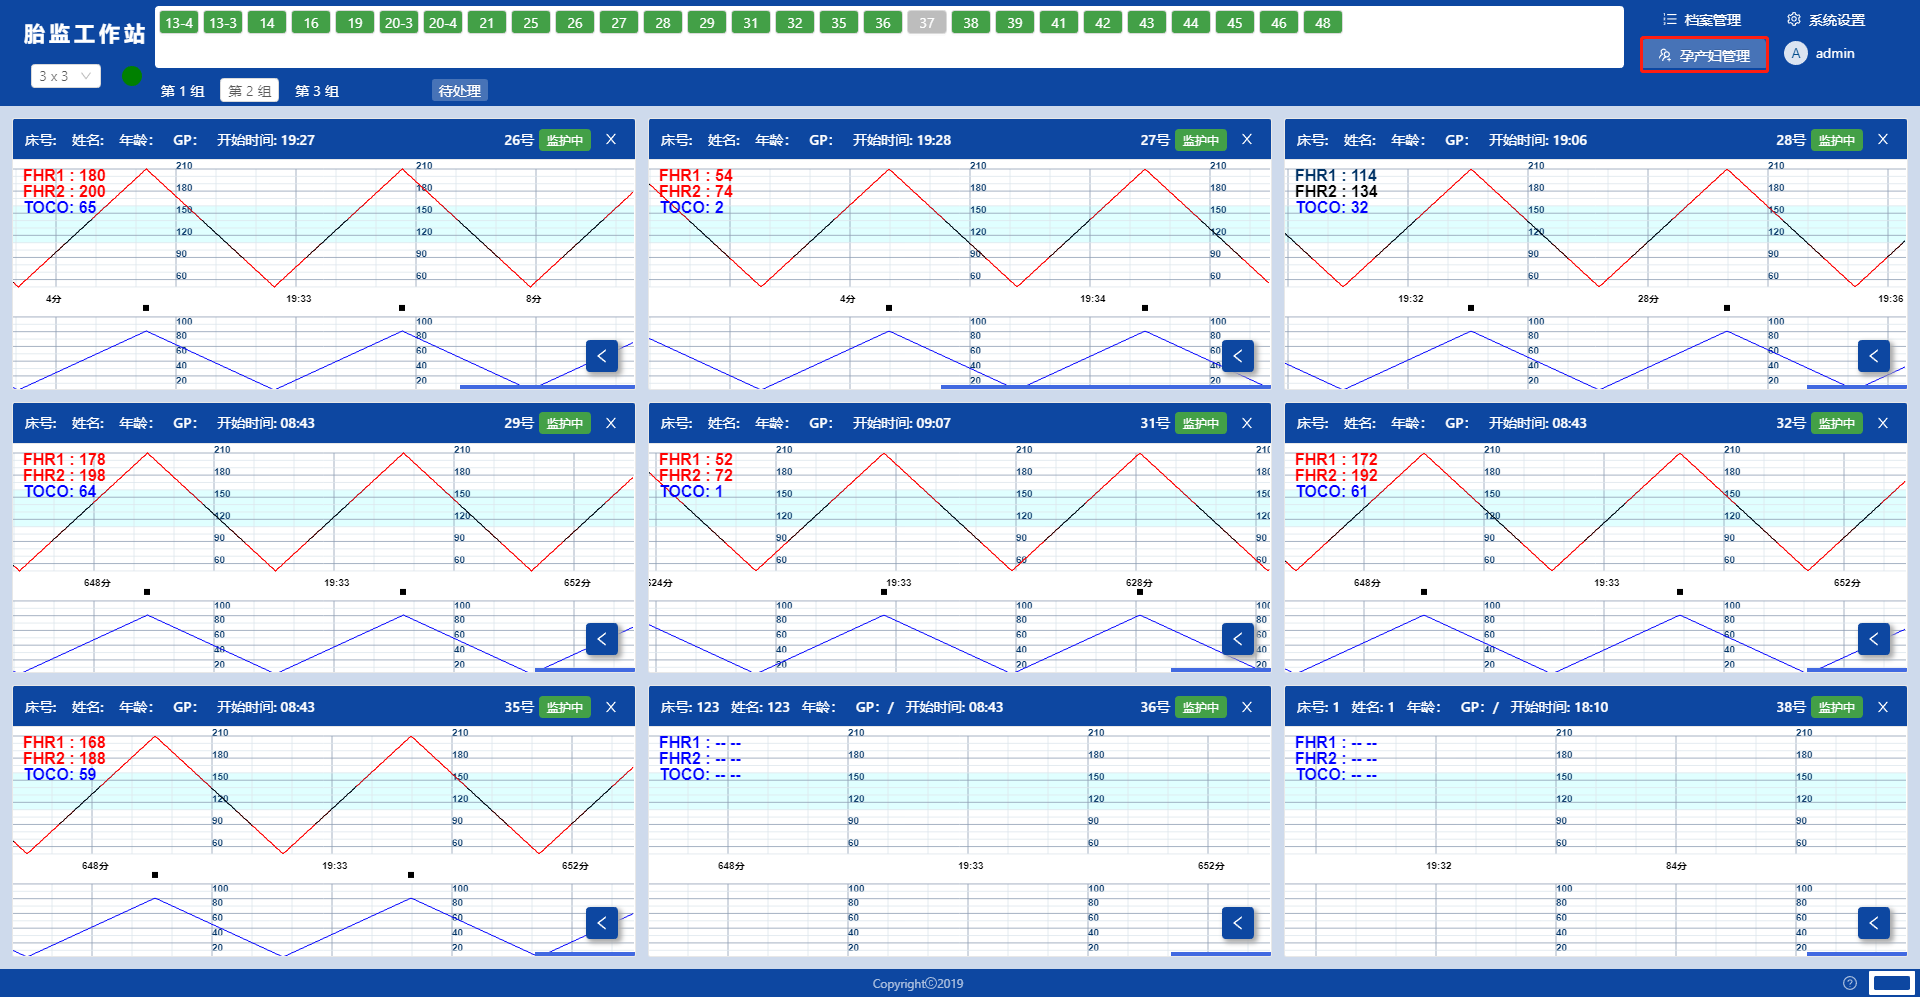 胎监工作站
13-4 13-3 14 16 19 20-3 20-4 21 25 26 27 28 29 31 32 35 36 37 38 39 41 42 43 44 45 46 48
档案管理 系统设置
孕产妇管理 A admin
3 x 3
第 1 组 第 2 组 第 3 组 待处理
床号: 姓名: 年龄: GP: 开始时间: 19:27 26号 监护中 X
FHR1 : 180
FHR2 : 200
TOCO: 65
210 210
180 180
150 150
120 120
90 90
60 60
4分 19:33 8分
100 100
80 80
60 60
40 40
20 20
床号: 姓名: 年龄: GP: 开始时间: 19:28 27号 监护中 X
FHR1 : 54
FHR2 : 74
TOCO: 2
210 210
180 180
150 150
120 120
90 90
60 60
4分 19:34
100 100
80 80
60 60
40 40
20 20
床号: 姓名: 年龄: GP: 开始时间: 19:06 28号 监护中 X
FHR1 : 114
FHR2 : 134
TOCO: 32
210 210
180 180
150 150
120 120
90 90
60 60
19:32 28分 19:36
100 100
80 80
60 60
40 40
20 20
床号: 姓名: 年龄: GP: 开始时间: 08:43 29号 监护中 X
FHR1 : 178
FHR2 : 198
TOCO: 64
210 210
180 180
150 150
120 120
90 90
60 60
648分 19:33 652分
100 100
80 80
60 60
40 40
20 20
床号: 姓名: 年龄: GP: 开始时间: 09:07 31号 监护中 X
FHR1 : 52
FHR2 : 72
TOCO: 1
210 210 210
180 180 180
150 150 150
120 120 120
90 90 90
60 60 60
624分 19:33 628分
100 100 100
80 80 80
60 60 60
40 40 40
20 20 20
床号: 姓名: 年龄: GP: 开始时间: 08:43 32号 监护中 X
FHR1 : 172
FHR2 : 192
TOCO: 61
210 210
180 180
150 150
120 120
90 90
60 60
648分 19:33 652分
100 100
80 80
60 60
40 40
20 20
床号: 姓名: 年龄: GP: 开始时间: 08:43 35号 监护中 X
FHR1 : 168
FHR2 : 188
TOCO: 59
210 210
180 180
150 150
120 120
90 90
60 60
648分 19:33 652分
100 100
80 80
60 60
40 40
20 20
床号: 123 姓名: 123 年龄: GP: / 开始时间: 08:43 36号 监护中 X
FHR1 : -- --
FHR2 : -- --
TOCO: -- --
210 210
180 180
150 150
120 120
90 90
60 60
648分 19:33 652分
100 100
80 80
60 60
40 40
20 20
床号: 1 姓名: 1 年龄: GP: / 开始时间: 18:10 38号 监护中 X
FHR1 : -- --
FHR2 : -- --
TOCO: -- --
210 210
180 180
150 150
120 120
90 90
60 60
19:32 84分
100 100
80 80
60 60
40 40
20 20
Copyrightⓒ2019